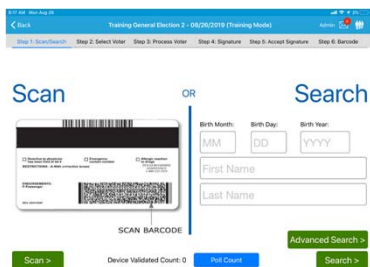 8:17 AM Mon Aug 26
2%
Back
Training General Election 2 - 08/26/2019 (Training Mode)
Admin
Step 1: Scan/Search
Step 2: Select Voter
Step 3: Process Voter
Step 4: Signature
Step 5: Accept Signature
Step 6: Barcode
Scan
OR
Search
Birth Month:
Birth Day:
Birth Year:
MM
DD
YYYY
First Name
Last Name
SCAN BARCODE
Advanced Search >
Scan >
Device Validated Count: 0
Poll Count
Search >